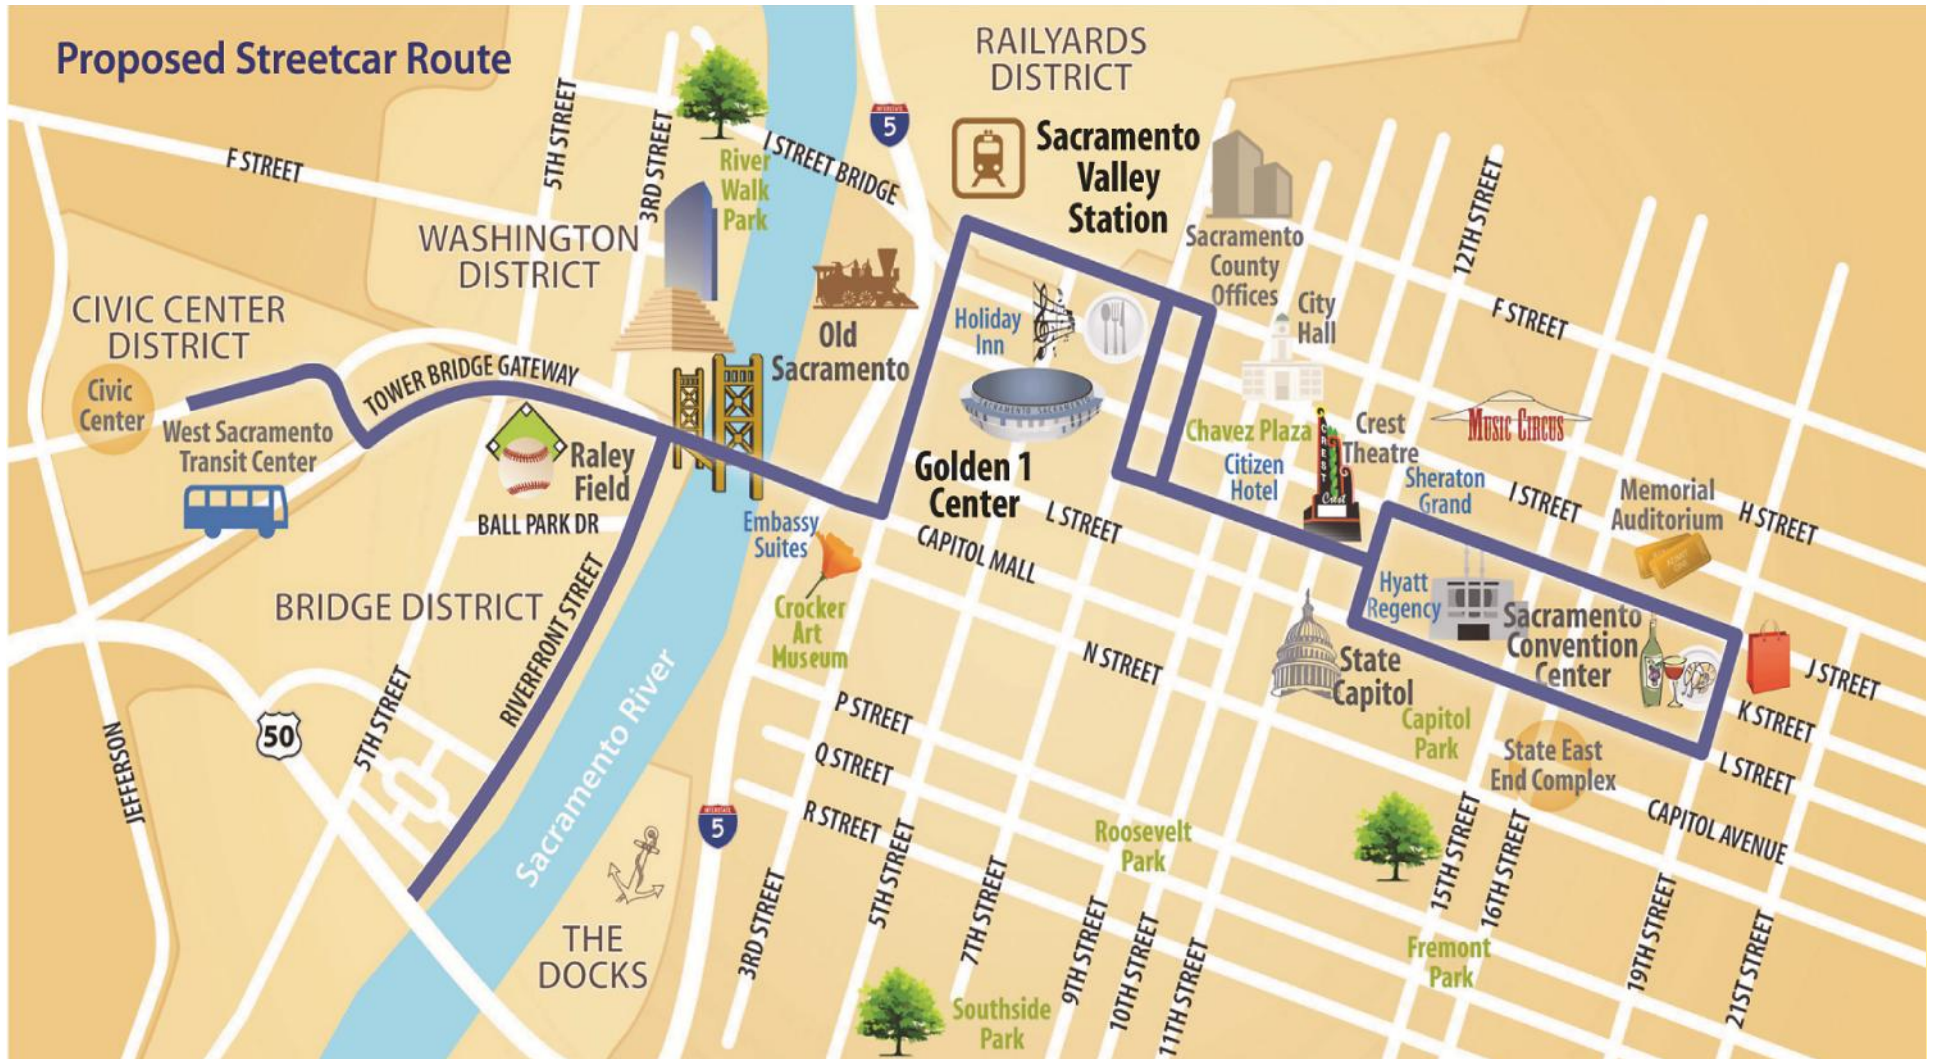 Proposed Streetcar Route
RAILYARDS
DISTRICT
INTERSTATE
5
Sacramento
Valley
Station
F STREET
5TH STREET
3RD STREET
River
Walk
Park
I STREET BRIDGE
12TH STREET
WASHINGTON
DISTRICT
Sacramento
County
Offices
City
Hall
F STREET
CIVIC CENTER
DISTRICT
Civic
Center
TOWER BRIDGE GATEWAY
Old
Sacramento
Holiday
Inn
SACRAMENTO SACRAMENTO
West Sacramento
Transit Center
Raley
Field
BALL PARK DR
Golden 1
Center
Chavez Plaza
Citizen
Hotel
CREST
Crest
Crest
Theatre
MUSIC CIRCUS
Sheraton
Grand
I STREET
Memorial
Auditorium
H STREET
Embassy
Suites
L STREET
CAPITOL MALL
BRIDGE DISTRICT
RIVERFRONT STREET
Crocker
Art
Museum
Hyatt
Regency
Sacramento
Convention
Center
State
Capitol
N STREET
J STREET
K STREET
L STREET
Capitol
Park
State East
End Complex
CAPITOL AVENUE
JEFFERSON
50
5TH STREET
Sacramento River
P STREET
Q STREET
R STREET
INTERSTATE
5
Roosevelt
Park
THE
DOCKS
3RD STREET
5TH STREET
7TH STREET
9TH STREET
10TH STREET
11TH STREET
15TH STREET
16TH STREET
19TH STREET
21ST STREET
Fremont
Park
Southside
Park